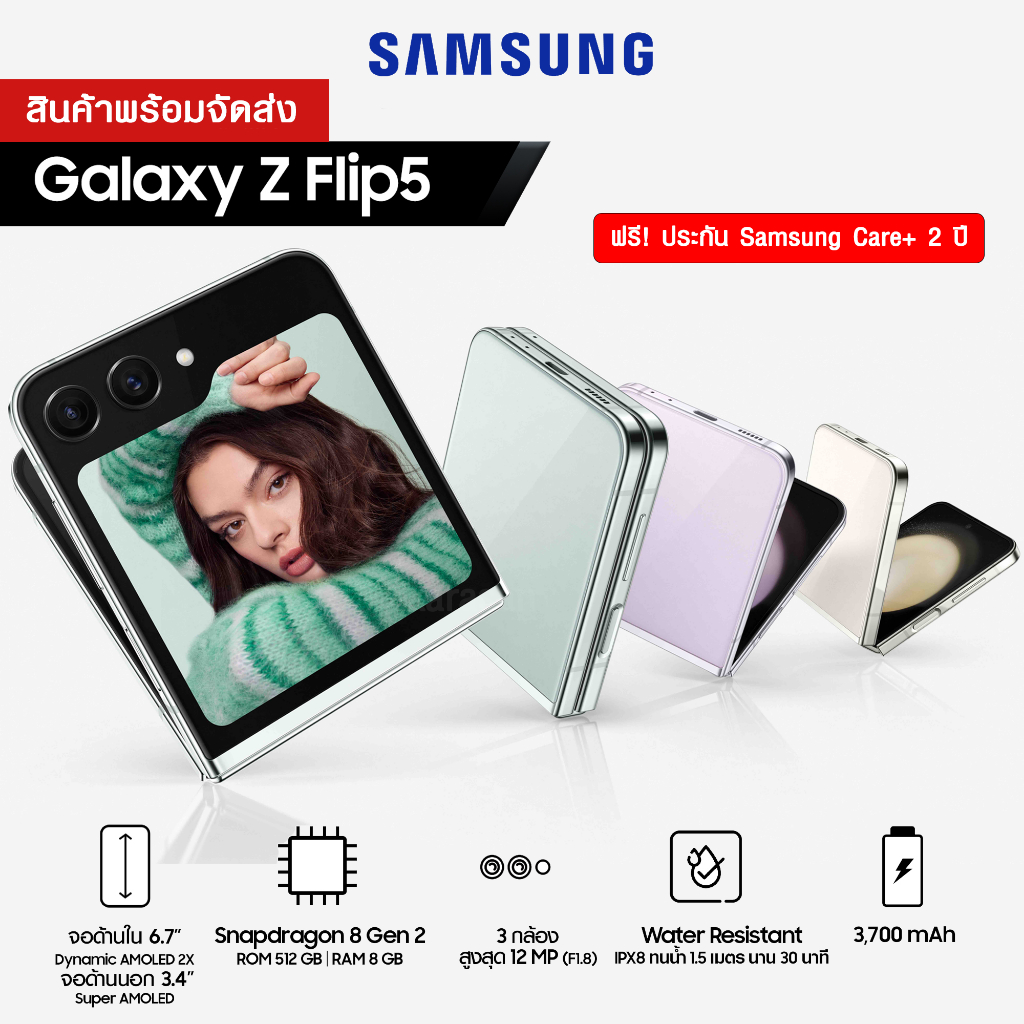 SAMSUNG
สินค้าพร้อมจัดส่ง
Galaxy Z Flip5
ฟรี! ประกัน Samsung Care+ 2 ปี
จอด้านใน 6.7”
Dynamic AMOLED 2X
จอด้านนอก 3.4”
Super AMOLED
Snapdragon 8 Gen 2
ROM 512 GB | RAM 8 GB
3 กล้อง
สูงสุด 12 MP (F1.8)
Water Resistant
IPX8 ทนน้ำ 1.5 เมตร นาน 30 นาที
3,700 mAh